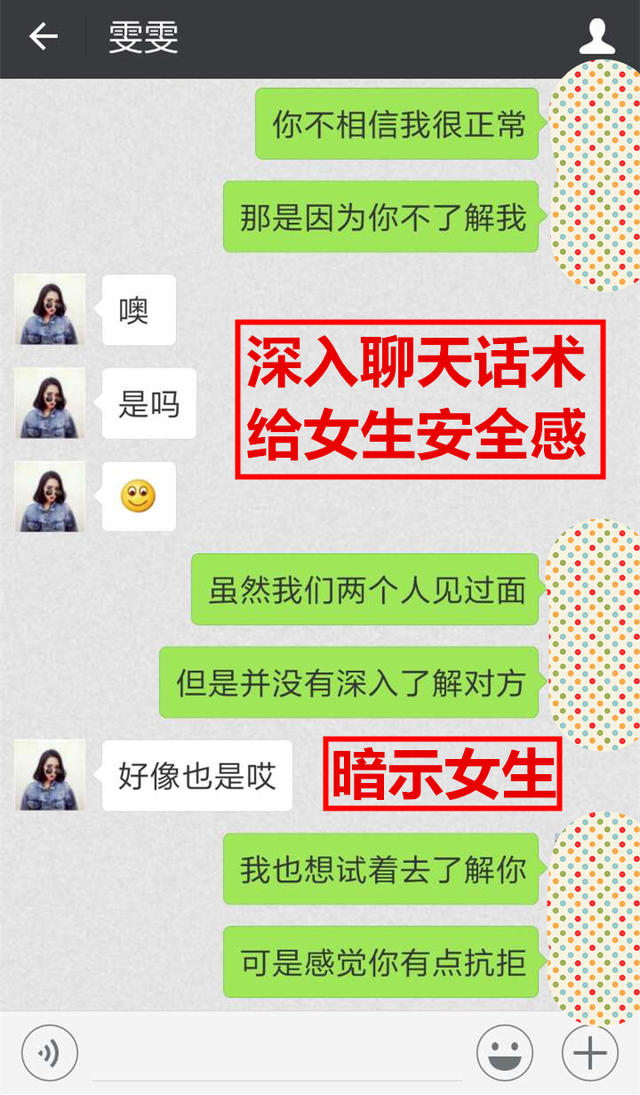 雯雯
你不相信我很正常
那是因为你不了解我
噢
深入聊天话术
给女生安全感
是吗
虽然我们两个人见过面
但是并没有深入了解对方
好像也是哎
暗示女生
我也想试着去了解你
可是感觉你有点抗拒